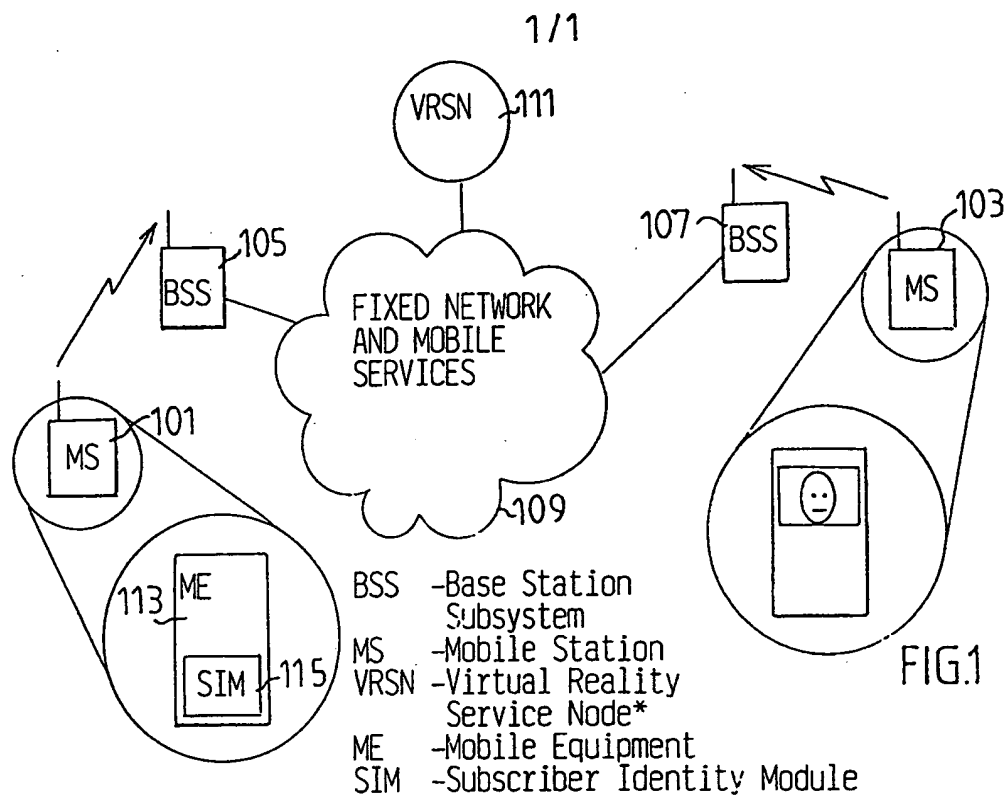 1/1
VRSN
111
105
BSS
107
BSS
103
MS
FIXED NETWORK
AND MOBILE
SERVICES
101
MS
109
113
ME
SIM
115
BSS -Base Station
Subsystem
MS -Mobile Station
VRSN -Virtual Reality
Service Node*
ME -Mobile Equipment
SIM -Subscriber Identity Module
FIG.1